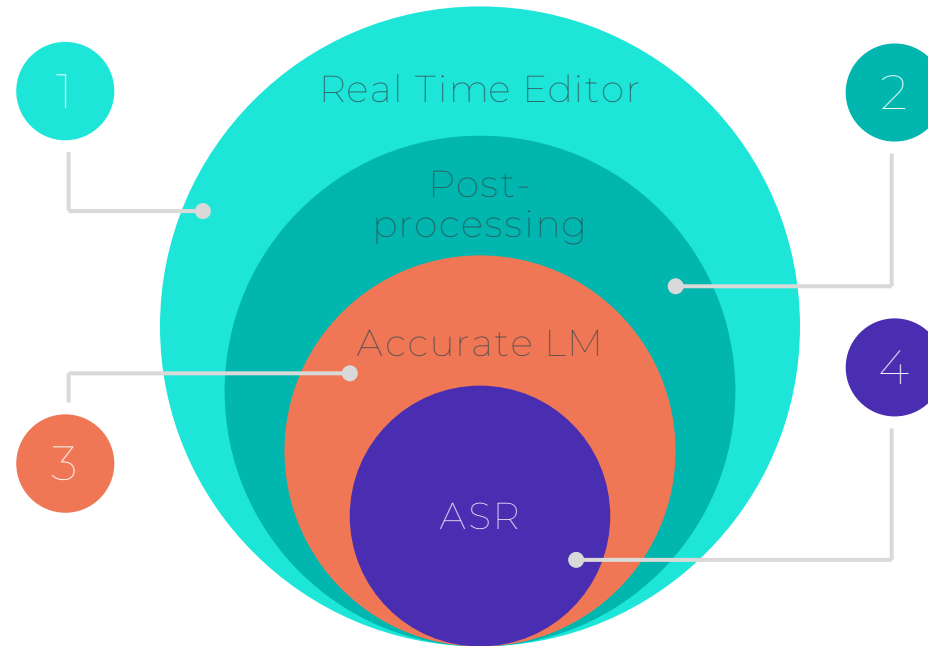 1
Real Time Editor
2
Post-
processing
Accurate LM
4
3
ASR